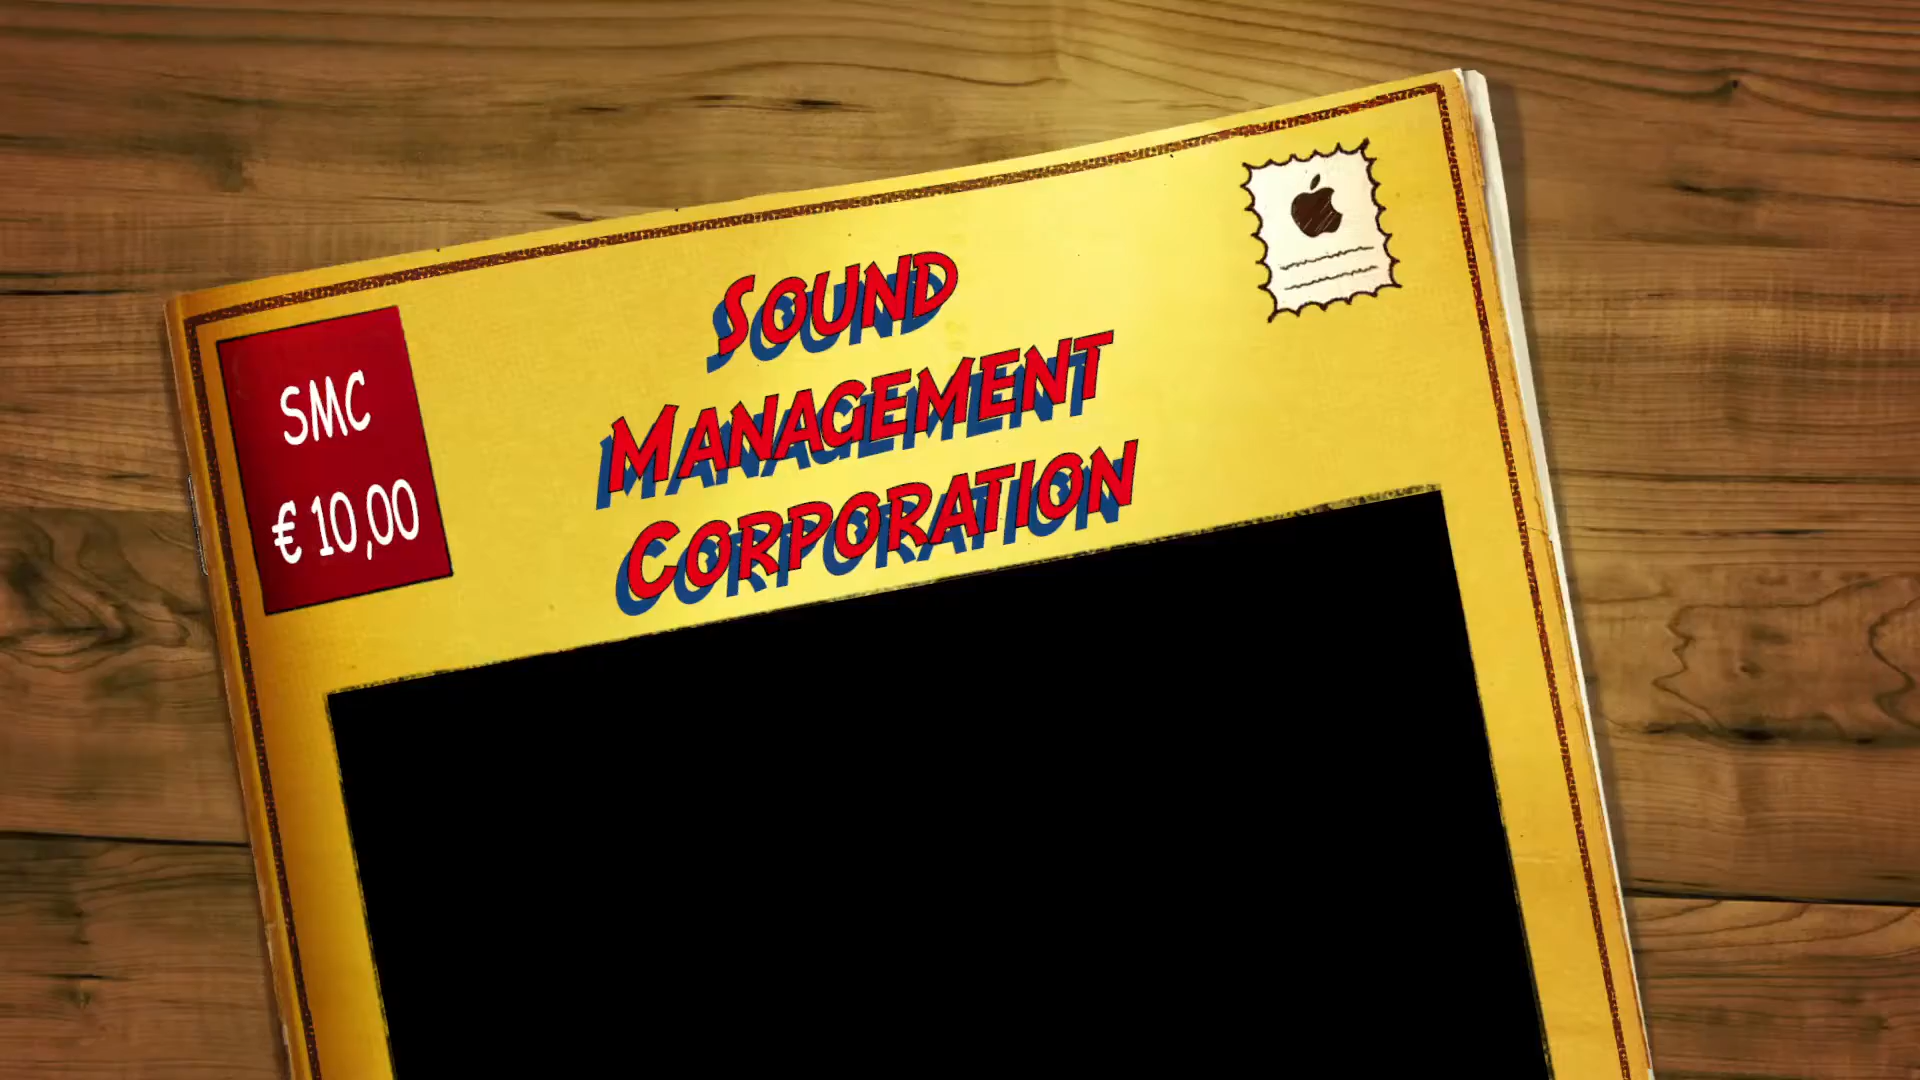 SMC
€ 10,00
SOUND
MANAGEMENT
CORPORATION